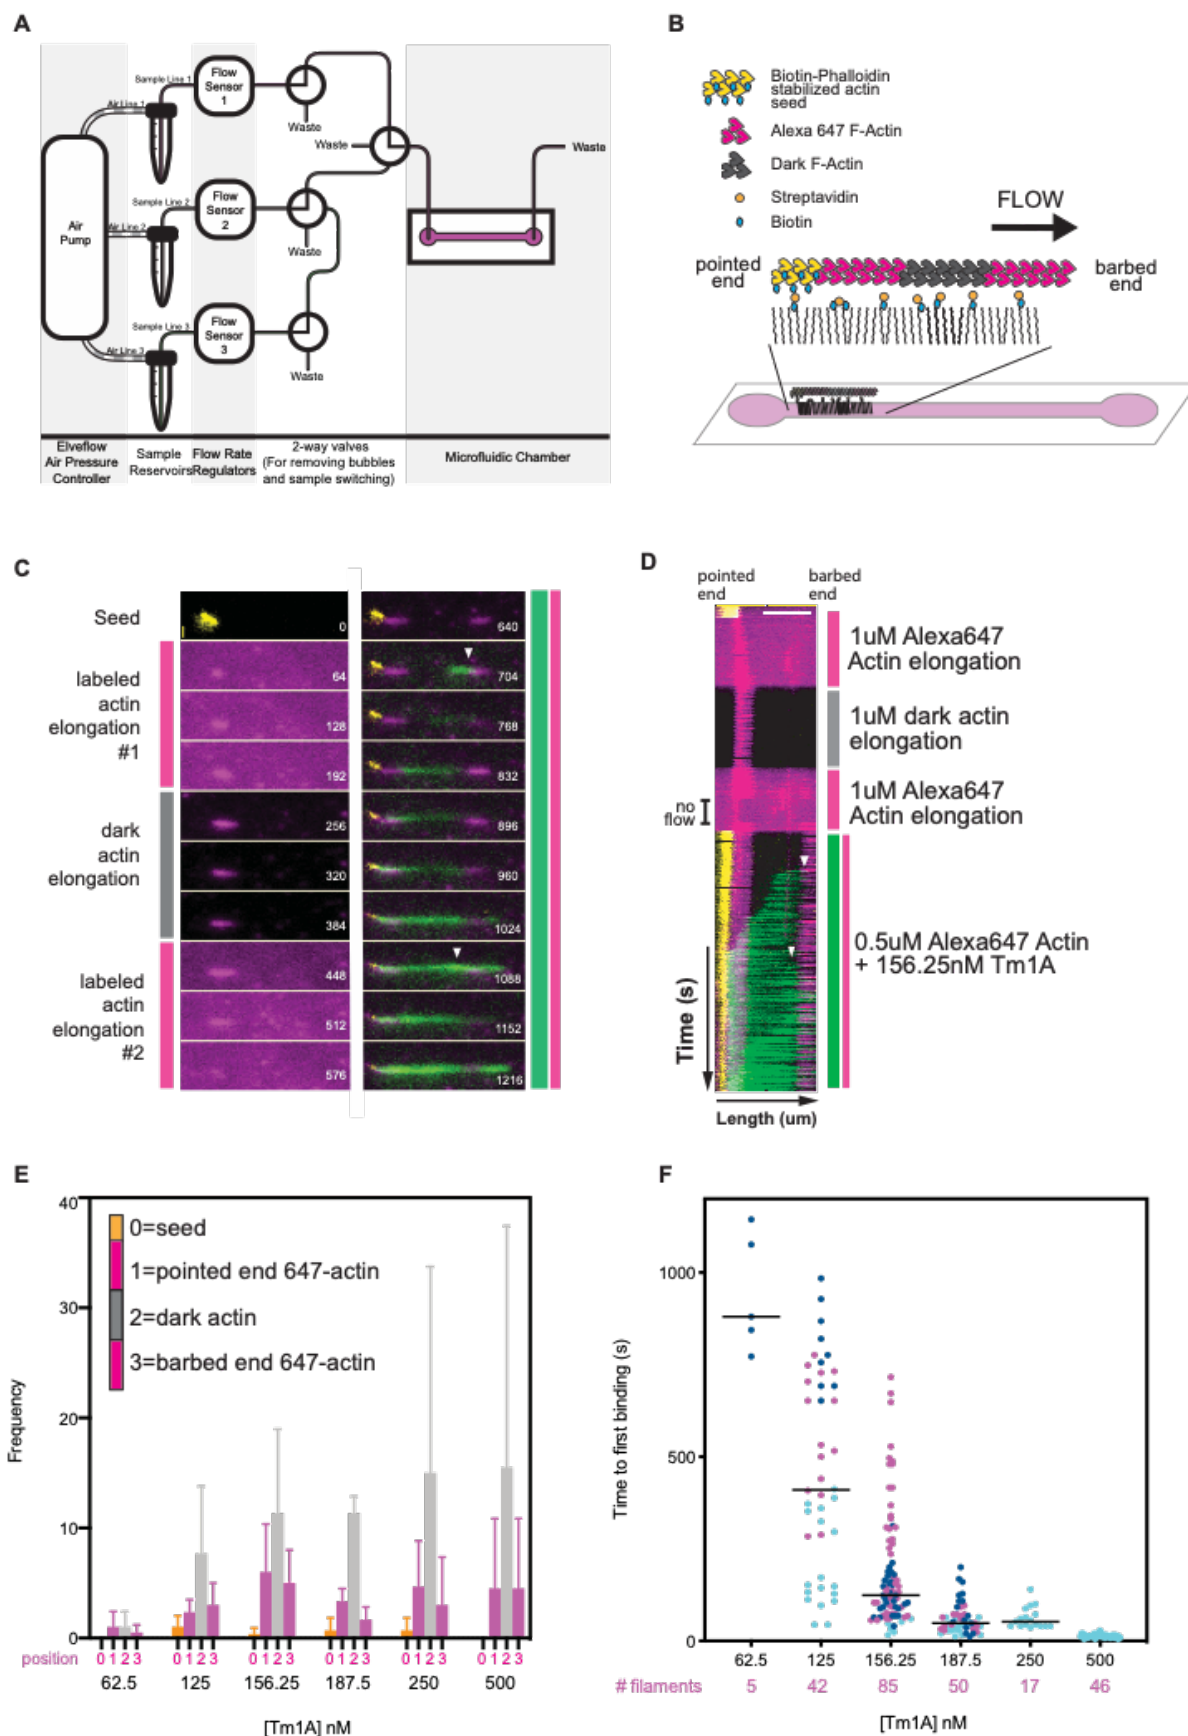 A
Sample Line 1
Flow
Sensor
1
Air Line 1
Waste
Waste
Waste
Sample Line 2
Flow
Sensor
2
Air Line 2
Air
Pump
Waste
Sample Line 3
Flow
Sensor
3
Air Line 3
Waste
Elveflow
Air Pressure
Controller
Sample
Reservoirs
Flow Rate
Regulators
2-way valves
(For removing bubbles
and sample switching)
Microfluidic Chamber
B
Biotin-Phalloidin
stabilized actin
seed
Alexa 647 F-Actin
Dark F-Actin
Streptavidin
Biotin
FLOW
pointed
end
barbed
end
C
Seed
labeled
actin
elongation
#1
dark
actin
elongation
labeled
actin
elongation
#2
0
64
128
192
256
320
384
448
512
576
640
704
768
832
896
960
1024
1088
1152
1216
D
pointed
end
barbed
end
1uM Alexa647
Actin elongation
1uM dark actin
elongation
1uM Alexa647
Actin elongation
no
flow
0.5uM Alexa647 Actin
+ 156.25nM Tm1A
Time (s)
Length (um)
E
40
30
20
10
0
Frequency
0=seed
1=pointed end 647-actin
2=dark actin
3=barbed end 647-actin
position
0 1 2 3 0 1 2 3 0 1 2 3 0 1 2 3 0 1 2 3 0 1 2 3
62.5 125 156.25 187.5 250 500
[Tm1A] nM
F
1000
500
0
Time to first binding (s)
62.5 125 156.25 187.5 250 500
# filaments 5 42 85 50 17 46
[Tm1A] nM